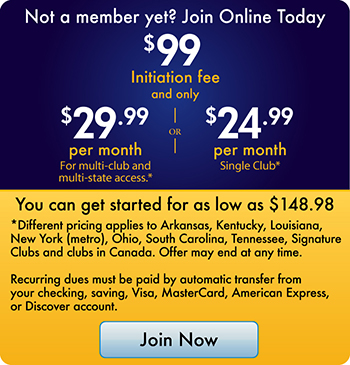 Not a member yet? Join Online Today
$99
Initiation fee
and only
$29.99 OR $24.99
per month per month
For multi-club and Single Club*
multi-state access.*
You can get started for as low as $148.98
*Different pricing applies to Arkansas, Kentucky, Louisiana,
New York (metro), Ohio, South Carolina, Tennessee, Signature
Clubs and clubs in Canada. Offer may end at any time.
Recurring dues must be paid by automatic transfer from
your checking, saving, Visa, MasterCard, American Express,
or Discover account.
Join Now